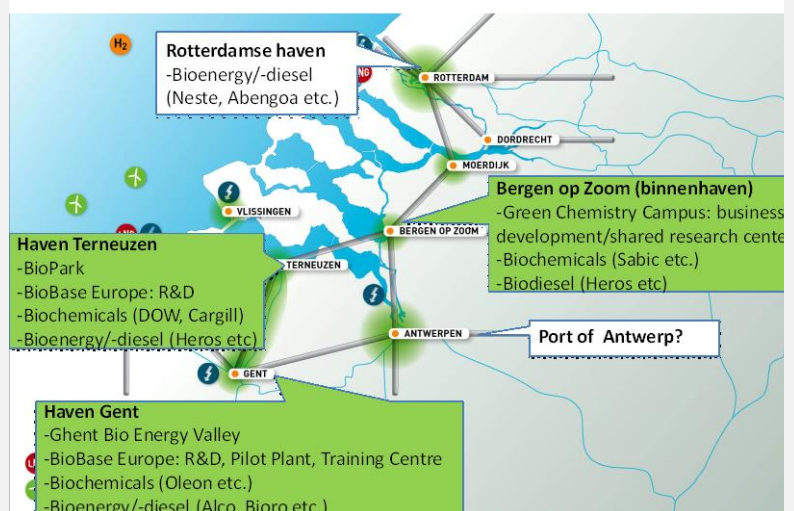 H2
Rotterdamse haven
-Bioenergy/-diesel
(Neste, Abengoa etc.)
NG
ROTTERDAM
DORDRECHT
MOERDIJK
Bergen op Zoom (binnenhaven)
-Green Chemistry Campus: business
development/shared research cente
-Biochemicals (Sabic etc.)
-Biodiesel (Heros etc)
VLISSINGEN
BERGEN OP ZOOM
Haven Terneuzen
-BioPark
-BioBase Europe: R&D
-Biochemicals (DOW, Cargill)
-Bioenergy/-diesel (Heros etc)
TERNEUZEN
ANTWERPEN
Port of Antwerp?
GENT
Haven Gent
-Ghent Bio Energy Valley
-BioBase Europe: R&D, Pilot Plant, Training Centre
-Biochemicals (Oleon etc.)
-Bioenergy/-diesel (Alco, Bioro etc.)